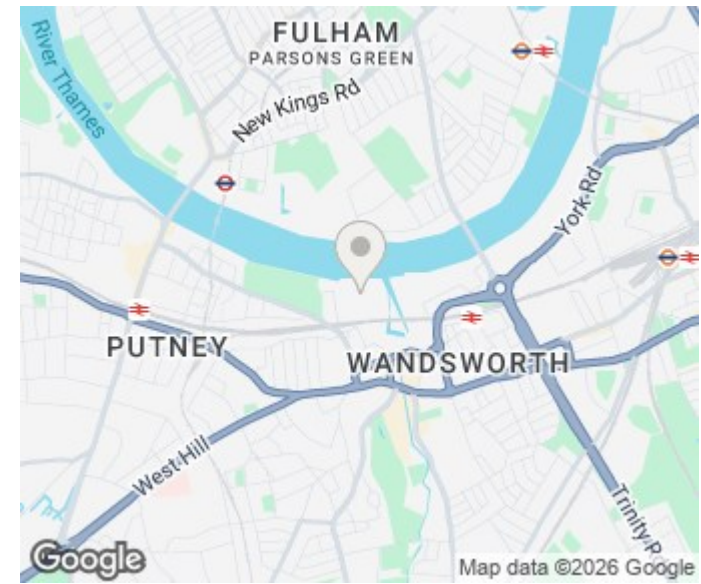 FULHAM
PARSONS GREEN
River Thames
New Kings Rd
York Rd
PUTNEY
WANDSWORTH
West Hill
Trinity R
Google
Map data ©2026 Google